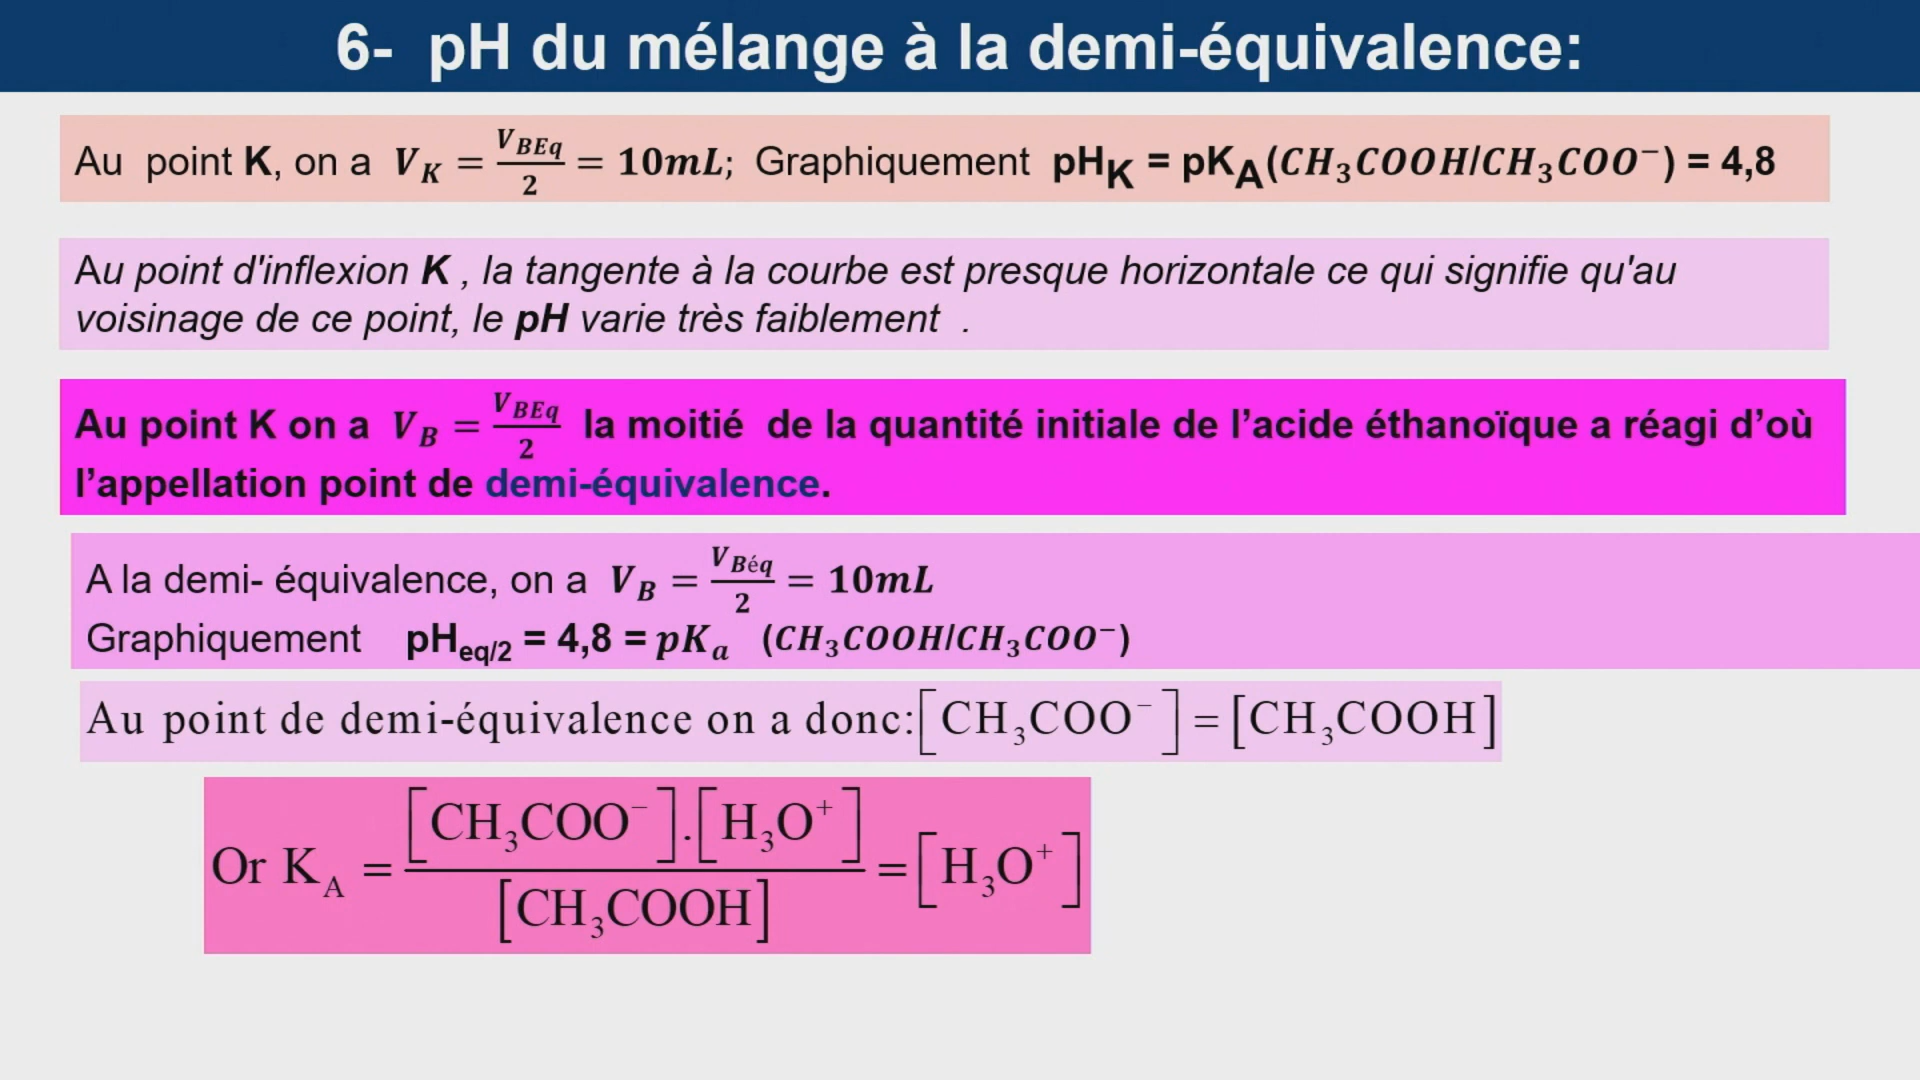 6- pH du mélange à la demi-équivalence:
Au point K, on a V_K = V_BEq/2 = 10mL; Graphiquement pH_K = pK_A(CH₃COOH/CH₃COO⁻) = 4,8
Au point d'inflexion K , la tangente à la courbe est presque horizontale ce qui signifie qu'au
voisinage de ce point, le pH varie très faiblement .
Au point K on a V_B = V_BEq/2 la moitié de la quantité initiale de l’acide éthanoïque a réagi d’où
l’appellation point de demi-équivalence.
A la demi- équivalence, on a V_B = V_Béq/2 = 10mL
Graphiquement pH_eq/2 = 4,8 = pK_a (CH₃COOH/CH₃COO⁻)
Au point de demi-équivalence on a donc:[CH₃COO⁻] = [CH₃COOH]
Or K_A = [CH₃COO⁻].[H₃O⁺]/[CH₃COOH] = [H₃O⁺]